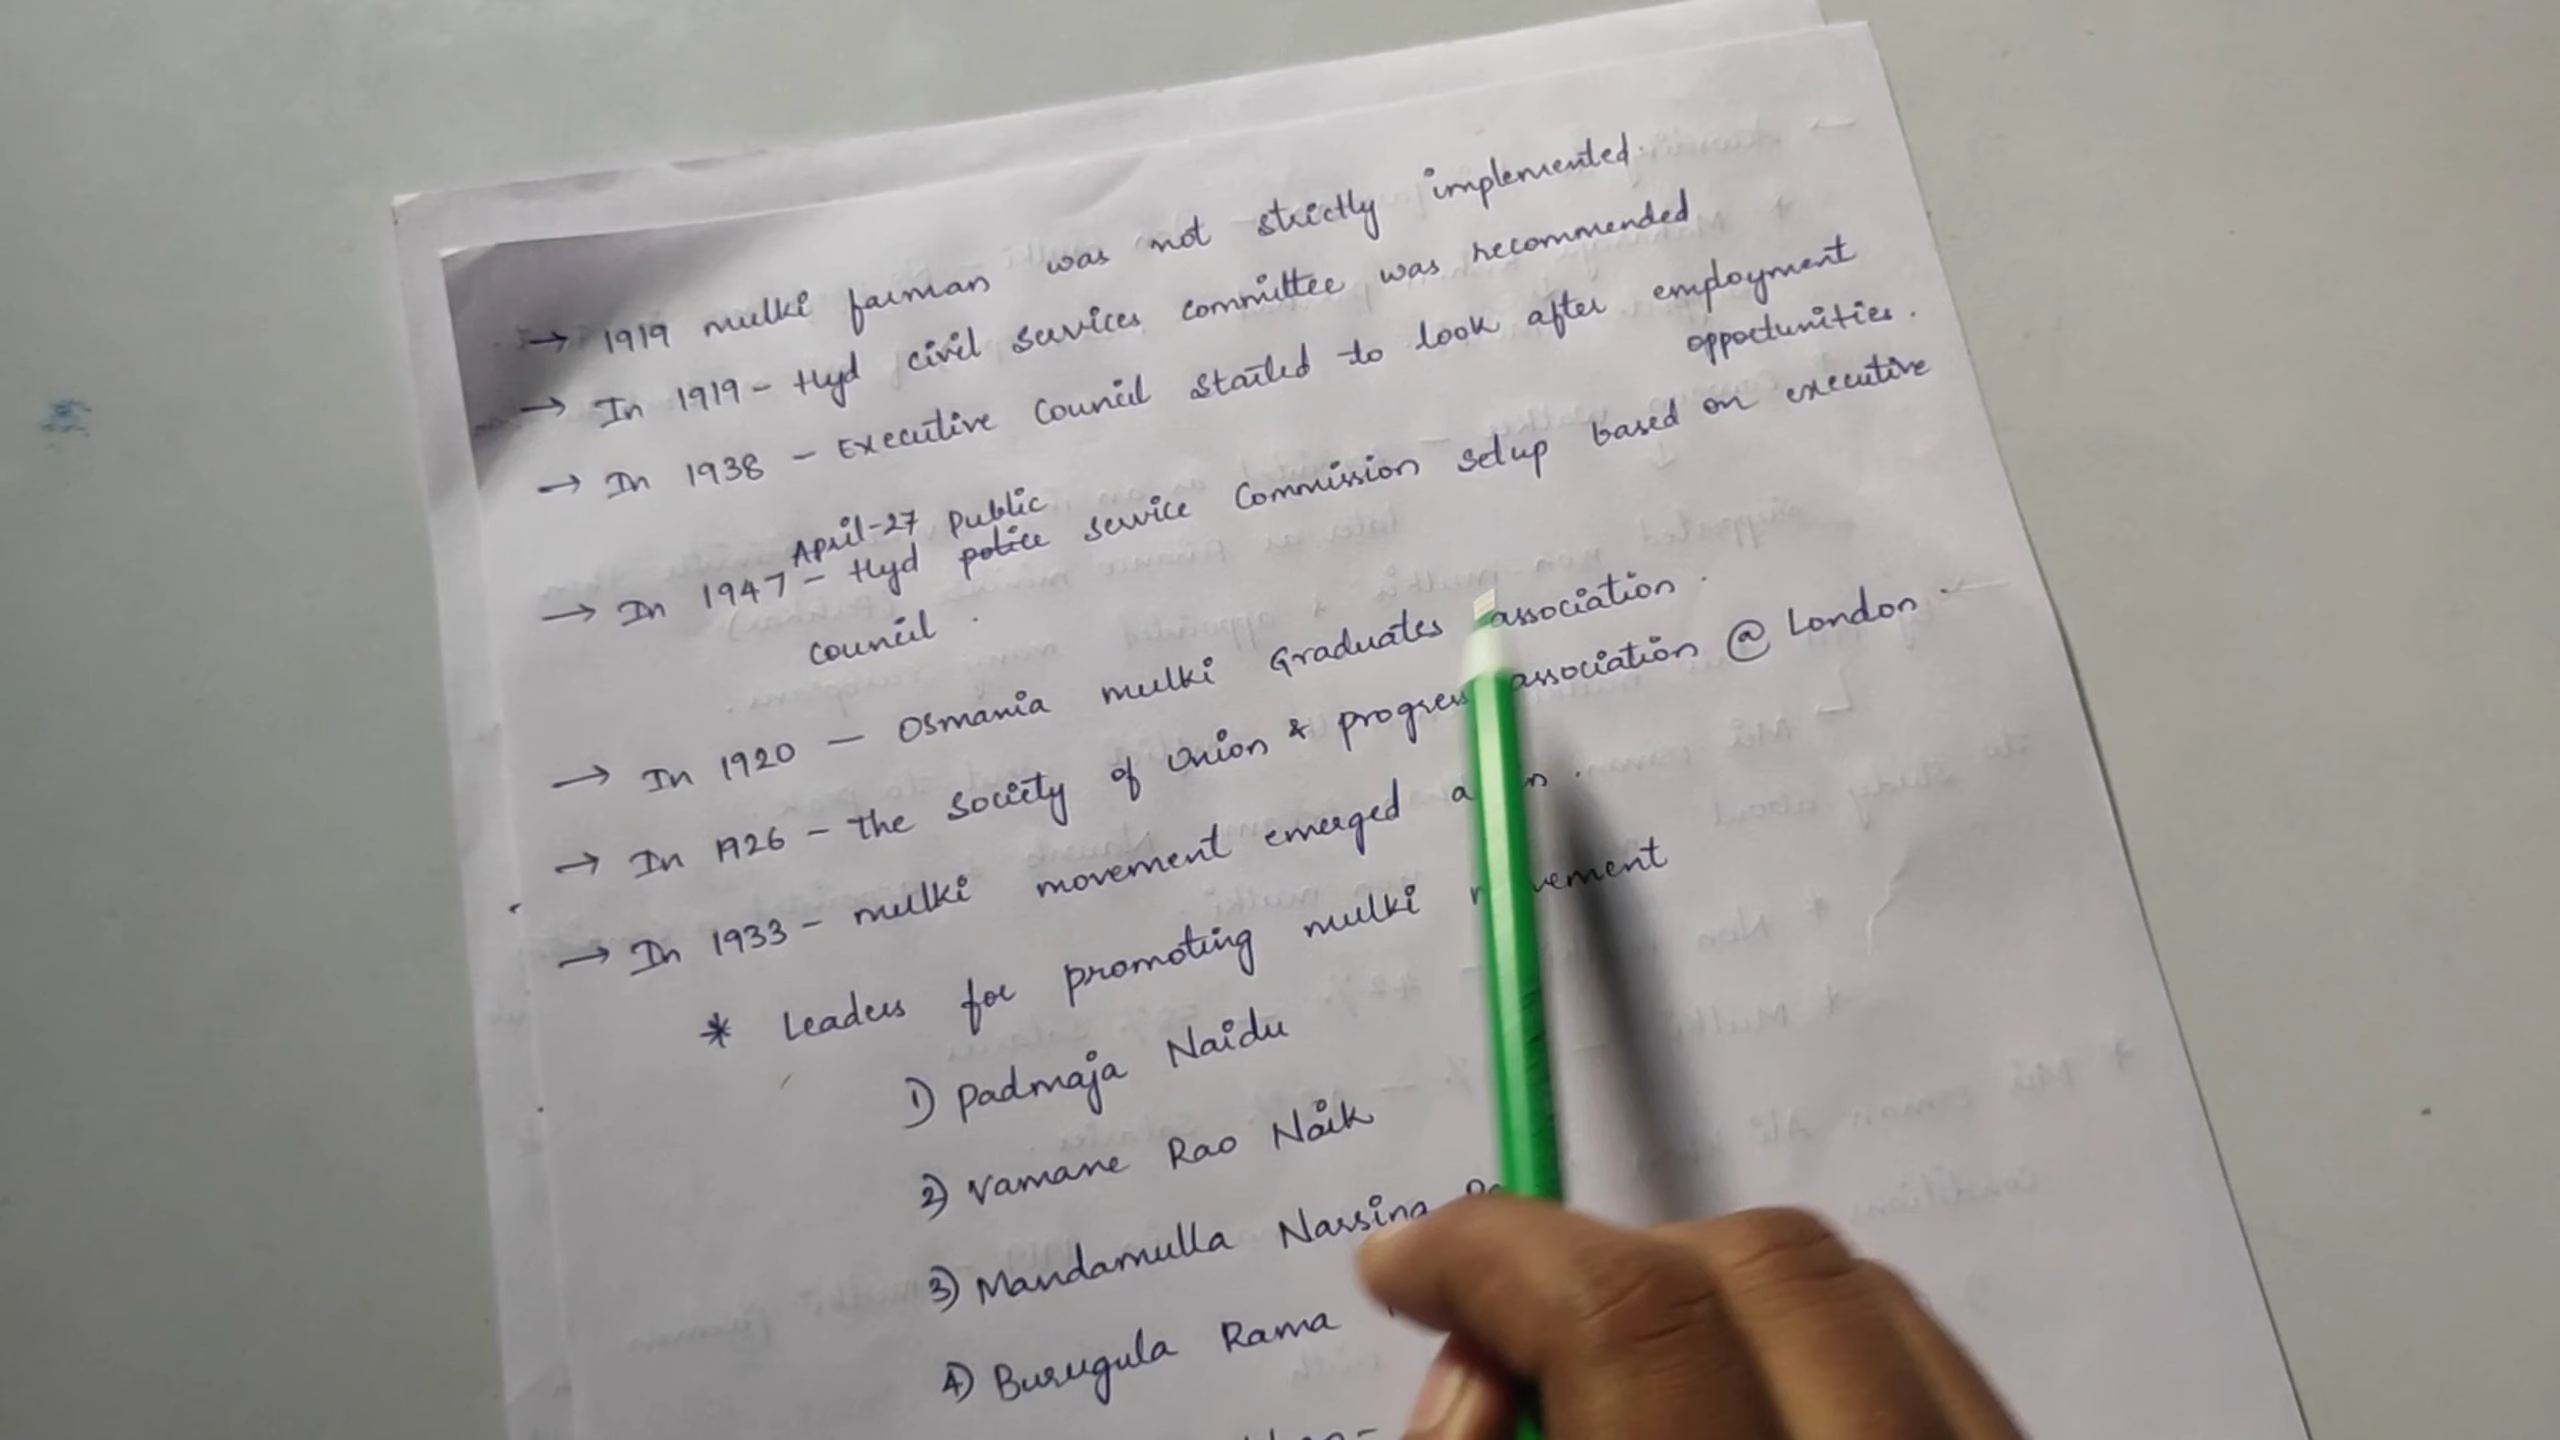 → 1919 mulki farman was not strictly implemented.
→ In 1919 - Hyd civil services committee was recommended
→ In 1938 - Executive Council started to look after employment
opportunities.
April-27 Public
→ In 1947 - Hyd police service Commission setup based on executive
council.
→ In 1920 - Osmania mulki Graduates association.
→ In 1926 - The Society of Union & progress association @ London.
→ In 1933 - mulki movement emerged
* Leaders for promoting mulki movement
1) Padmaja Naidu
2) Vamane Rao Naik
3) Mandamulla Narsing
4) Burugula Rama